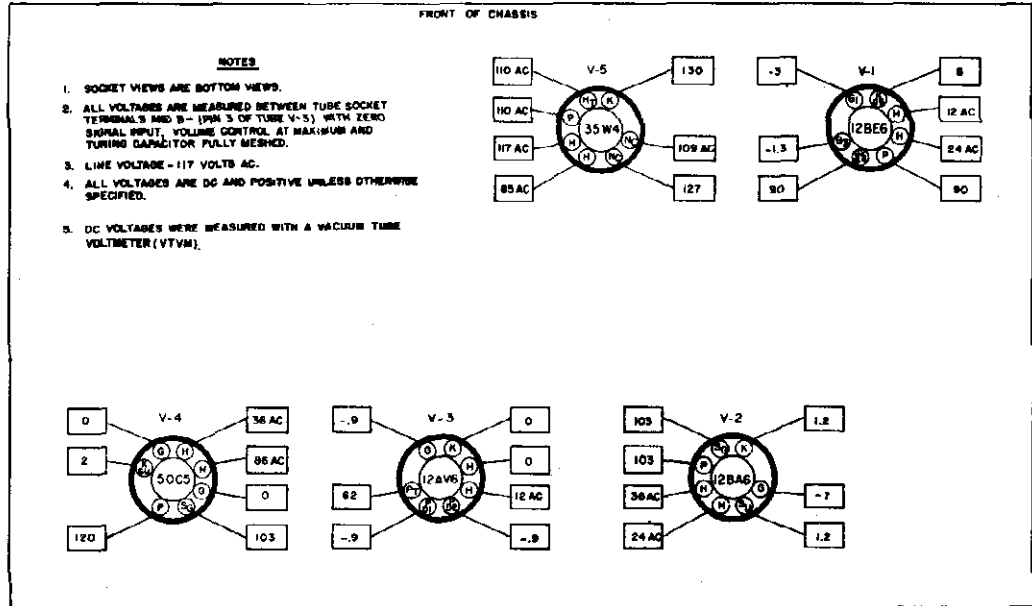 FRONT OF CHASSIS
NOTES
1. SOCKET VIEWS ARE BOTTOM VIEWS.
2. ALL VOLTAGES ARE MEASURED BETWEEN TUBE SOCKET
TERMINALS AND B- (PIN 3 OF TUBE V-3) WITH ZERO
SIGNAL INPUT, VOLUME CONTROL AT MAXIMUM AND
TUNING CAPACITOR FULLY MESHED.
3. LINE VOLTAGE - 117 VOLTS AC.
4. ALL VOLTAGES ARE DC AND POSITIVE UNLESS OTHERWISE
SPECIFIED.
5. DC VOLTAGES WERE MEASURED WITH A VACUUM TUBE
VOLTMETER (VTVM).
V-5
110 AC
130
110 AC
117 AC
109 AC
85 AC
127
HT K
P
35W4
H NC
H NC
V-1
-3
12 AC
-1.3
24 AC
90
90
G1
H
12BE6
H
P
V-4
0
36 AC
2
86 AC
0
120
103
G H
K H
50C5
G
P SG
V-3
-.9
0
0
62
12 AC
-.9
-.9
G K
H
12AV6
H
V-2
103
1.2
103
36 AC
-.7
24 AC
1.2
K
P
12BA6
H G
H